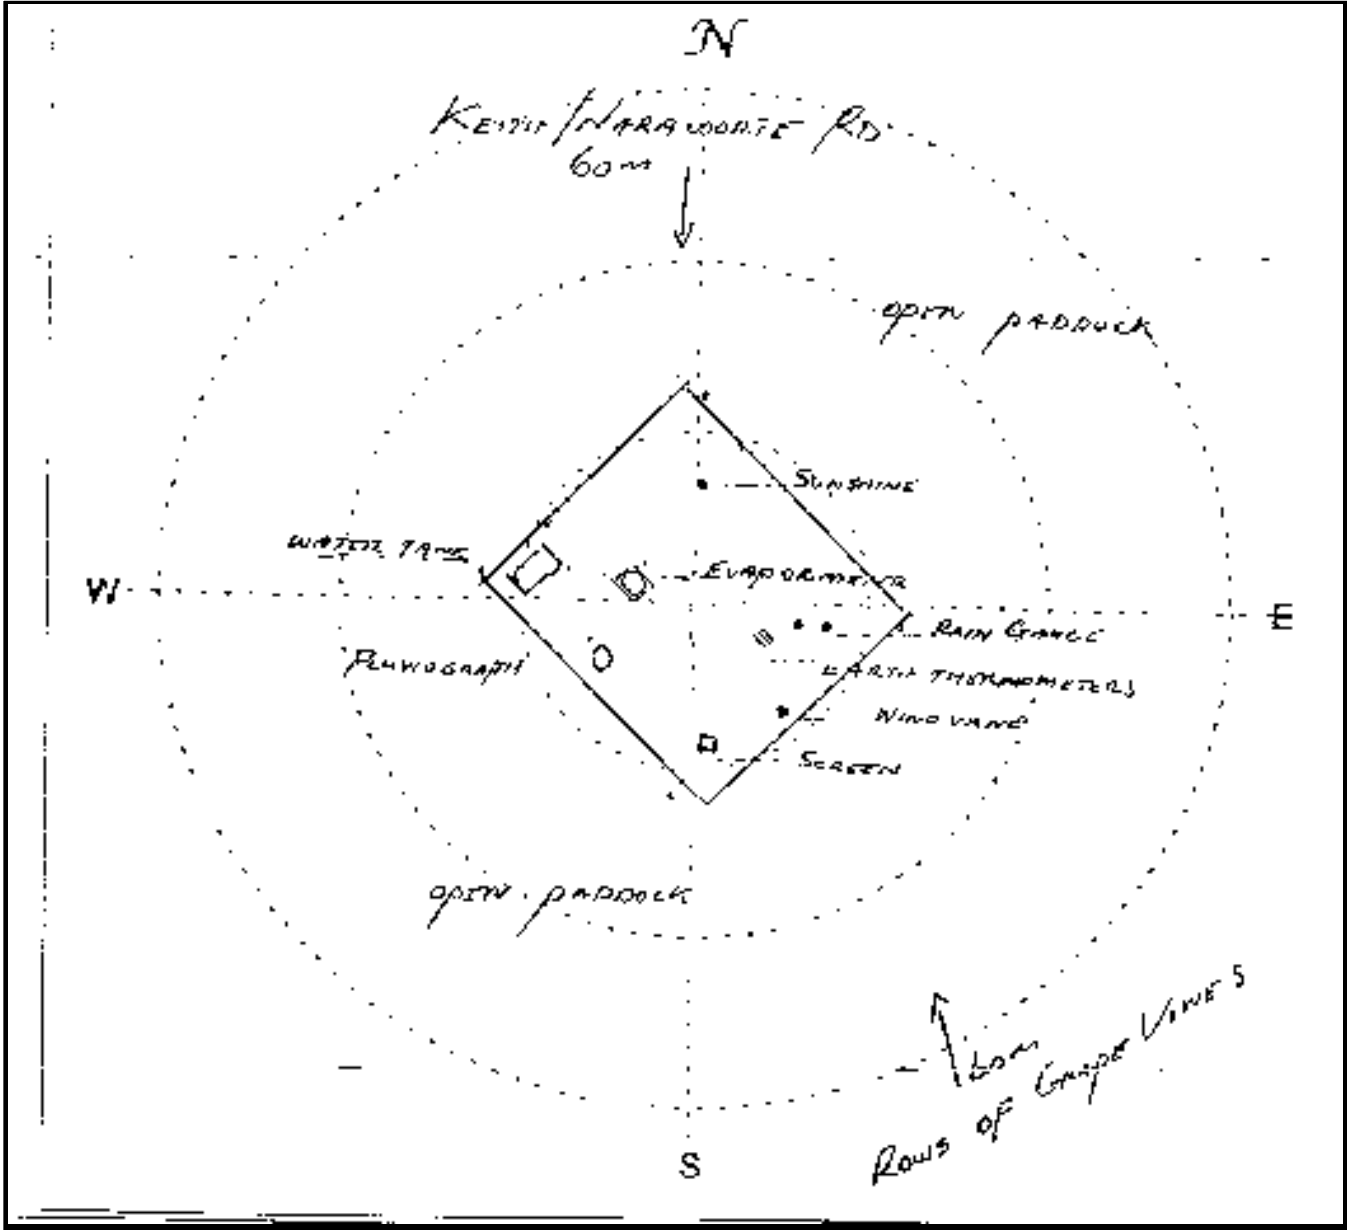 N
KEITH/NARACOORTE RD
60m
OPEN PADDOCK
SUNSHINE
WATER TANK
EVAPORIMETER
W
E
RAIN GAUGE
PLUVIOGRAPH
EARTH THERMOMETERS
WIND VANE
SCREEN
OPEN PADDOCK
60m
ROWS OF GRAPE VINES
S